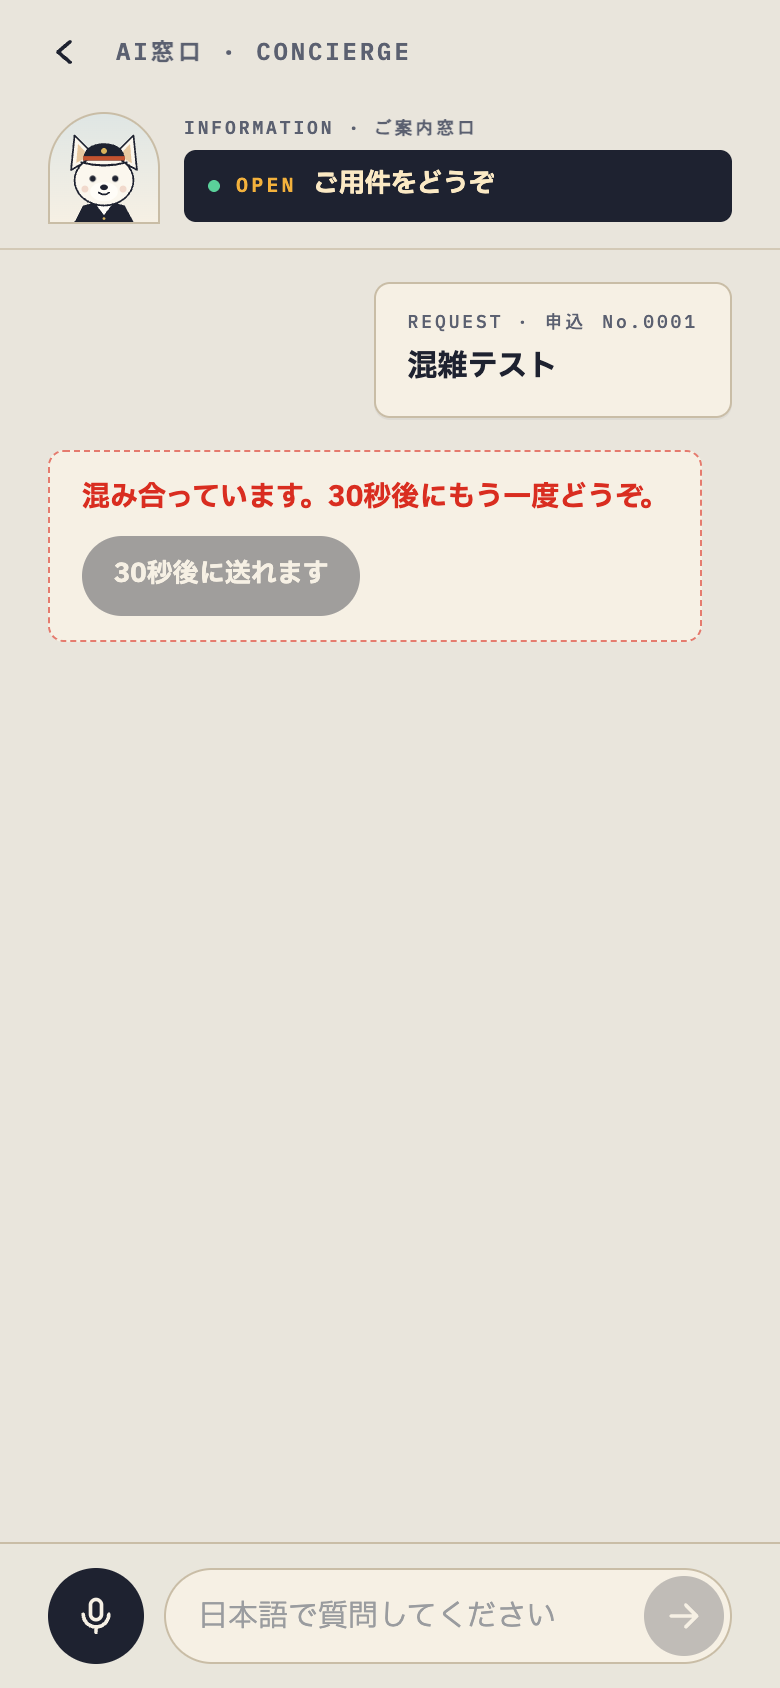 AI窓口 · CONCIERGE
INFORMATION · ご案内窓口
OPEN ご用件をどうぞ
REQUEST · 申込 No.0001
混雑テスト
混み合っています。30秒後にもう一度どうぞ。
30秒後に送れます
日本語で質問してください